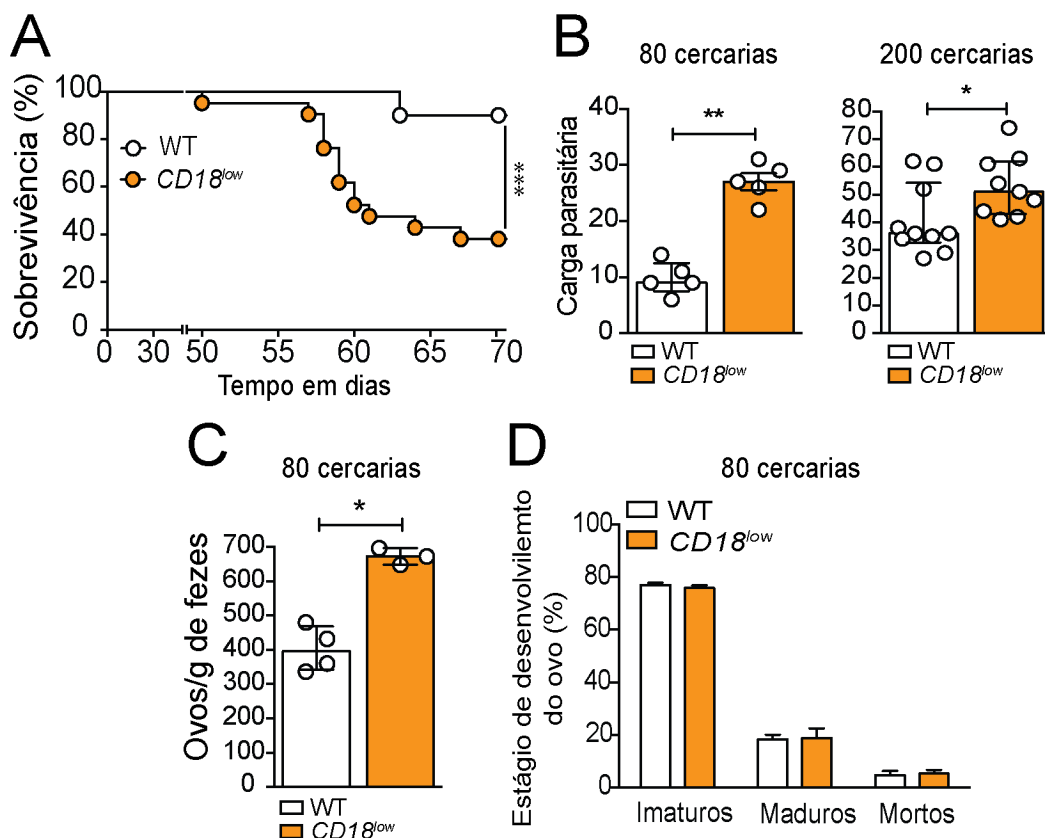 A
Sobrevivência (%)
100
80
60
40
20
0
WT
CD18low
***
0 30 50 55 60 65 70
Tempo em dias
B
80 cercarias
200 cercarias
Carga parasitária
40
30
20
10
0
**
WT
CD18low
80
70
60
50
40
30
20
10
0
*
WT
CD18low
C
80 cercarias
Ovos/g de fezes
700
600
500
400
300
200
100
0
*
WT
CD18low
D
80 cercarias
Estágio de desenvolvilemto
do ovo (%)
100
80
60
40
20
0
WT
CD18low
Imaturos Maduros Mortos